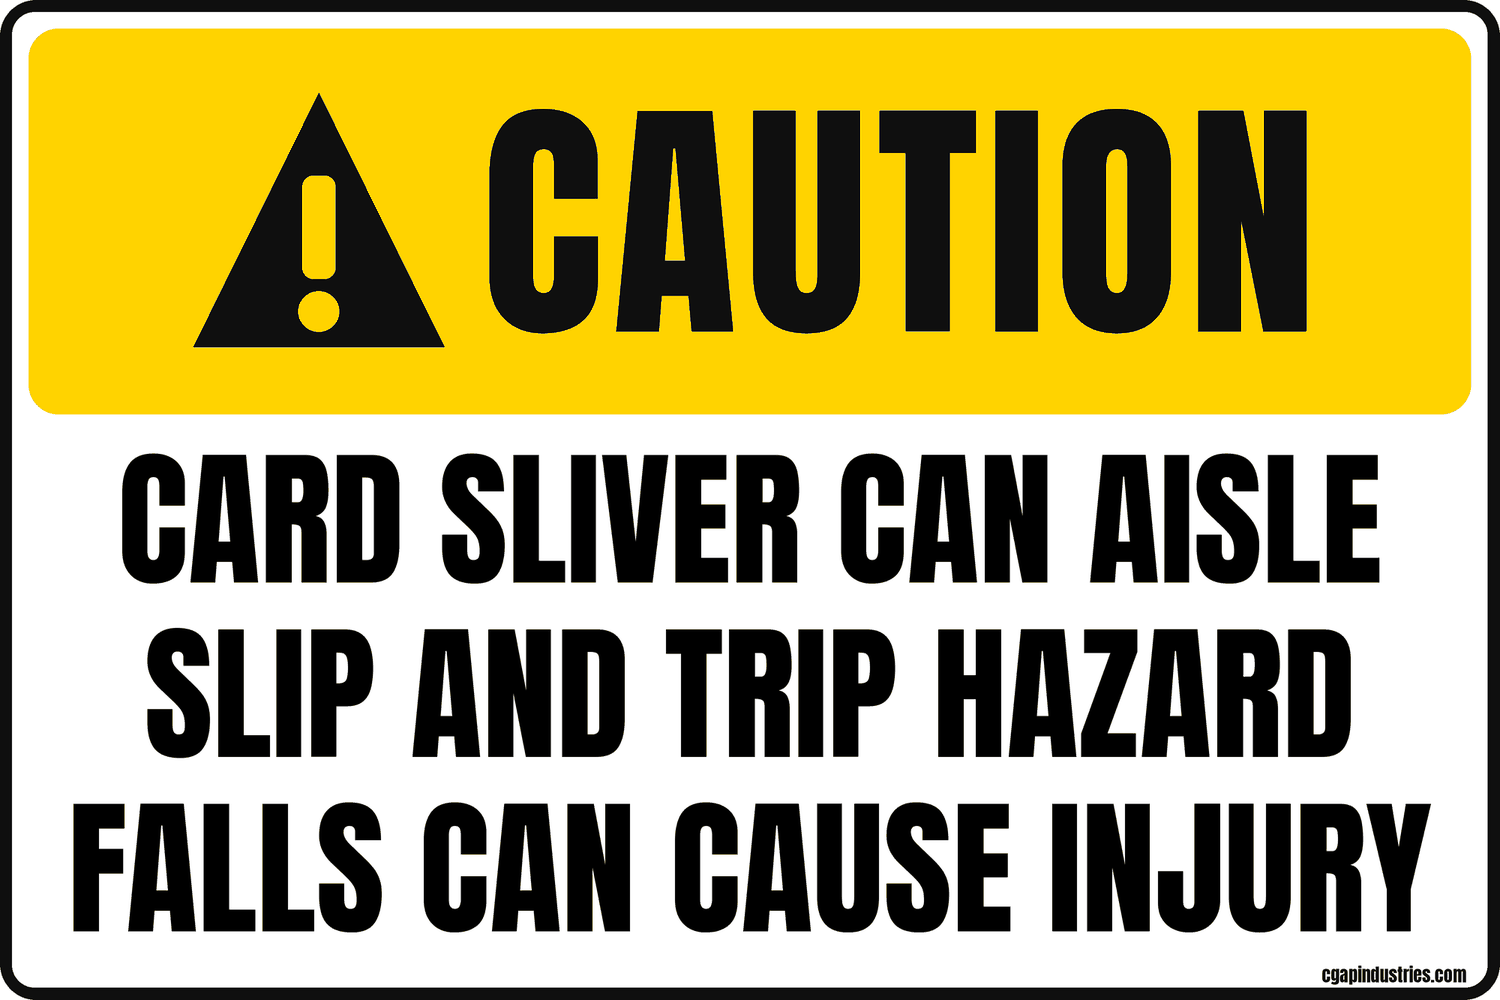 CAUTION
CARD SLIVER CAN AISLE
SLIP AND TRIP HAZARD
FALLS CAN CAUSE INJURY
cgapindustries.com